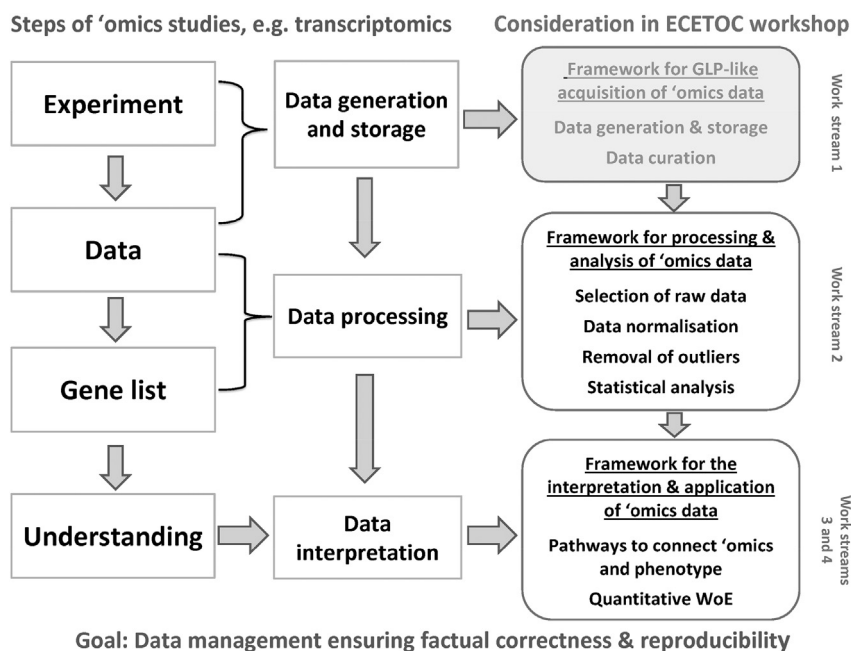 Steps of ‘omics studies, e.g. transcriptomics
Consideration in ECETOC workshop
Experiment
Data
Gene list
Understanding
Data generation
and storage
Data processing
Data
interpretation
Framework for GLP-like
acquisition of ‘omics data
Data generation & storage
Data curation
Work
stream 1
Framework for processing &
analysis of ‘omics data
Selection of raw data
Data normalisation
Removal of outliers
Statistical analysis
Work stream 2
Framework for the
interpretation & application
of ‘omics data
Pathways to connect ‘omics
and phenotype
Quantitative WoE
Work streams
3 and 4
Goal: Data management ensuring factual correctness & reproducibility